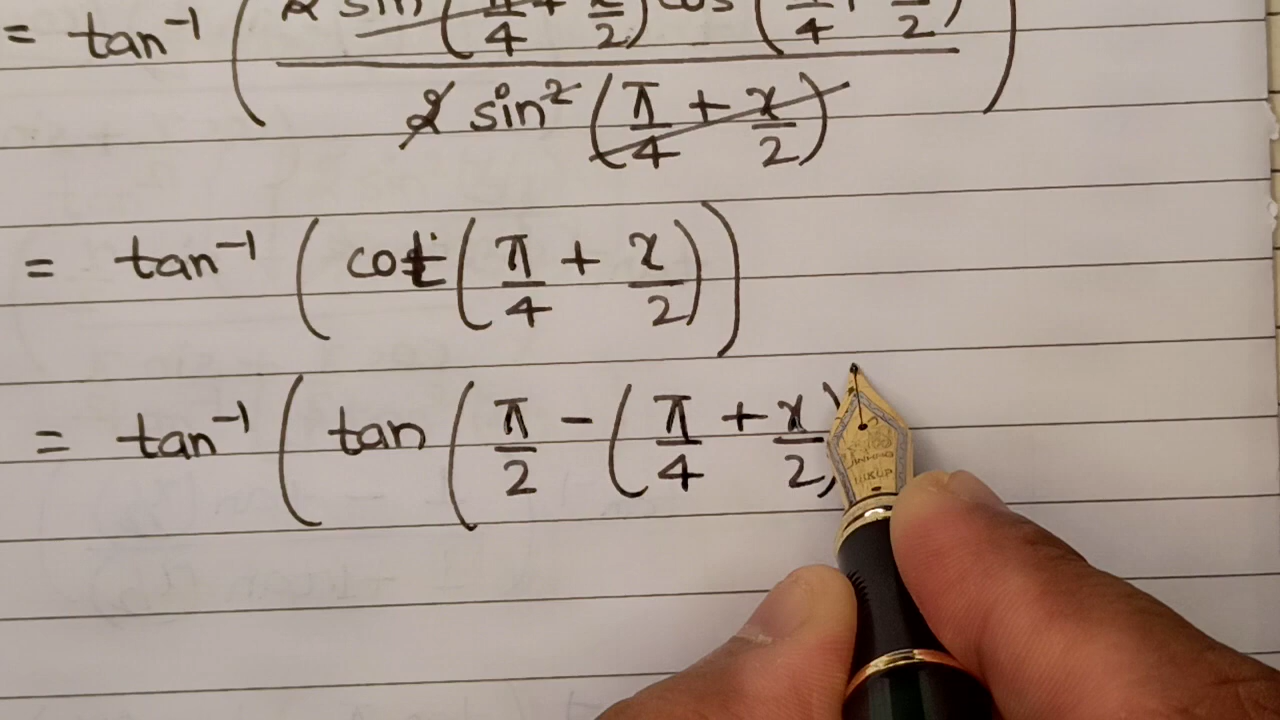 = tan⁻¹ ( 2 sin (π/4 + x/2) cos (π/4 + x/2)
2 sin² (π/4 + x/2) )
= tan⁻¹ ( cot (π/4 + x/2) )
= tan⁻¹ ( tan ( π/2 − ( π/4 + x/2 )